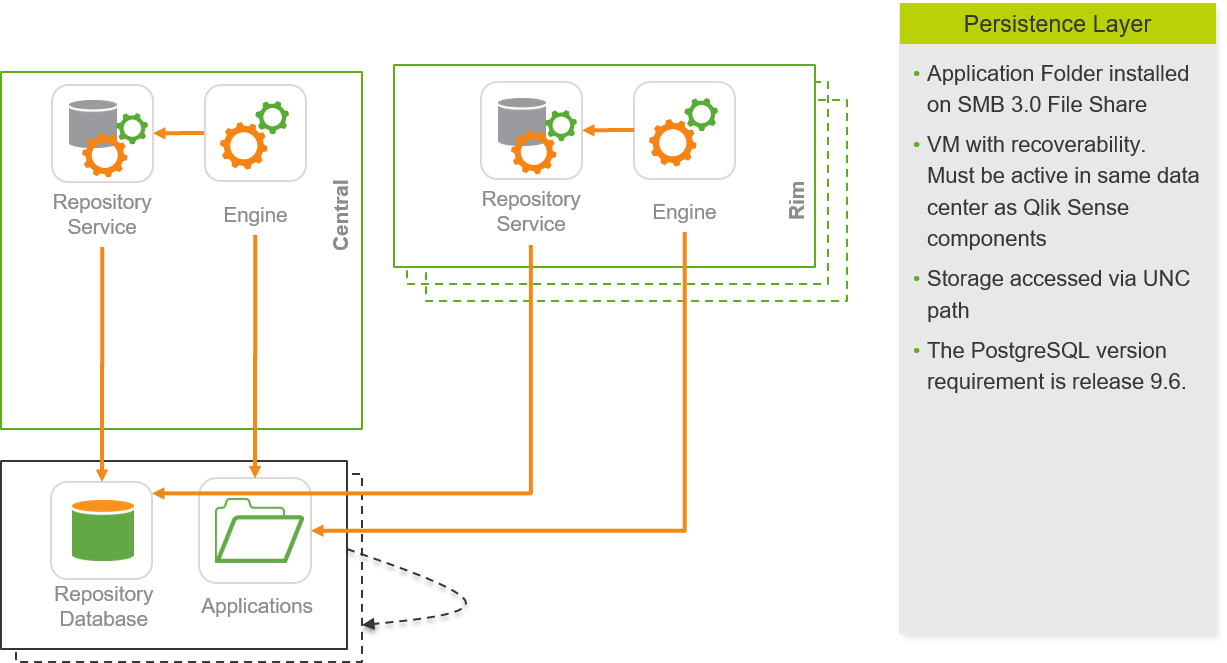 Repository
Service
Engine
Central
Repository
Service
Engine
Rim
Repository
Database
Applications
Persistence Layer
• Application Folder installed
on SMB 3.0 File Share
• VM with recoverability.
Must be active in same data
center as Qlik Sense
components
• Storage accessed via UNC
path
• The PostgreSQL version
requirement is release 9.6.